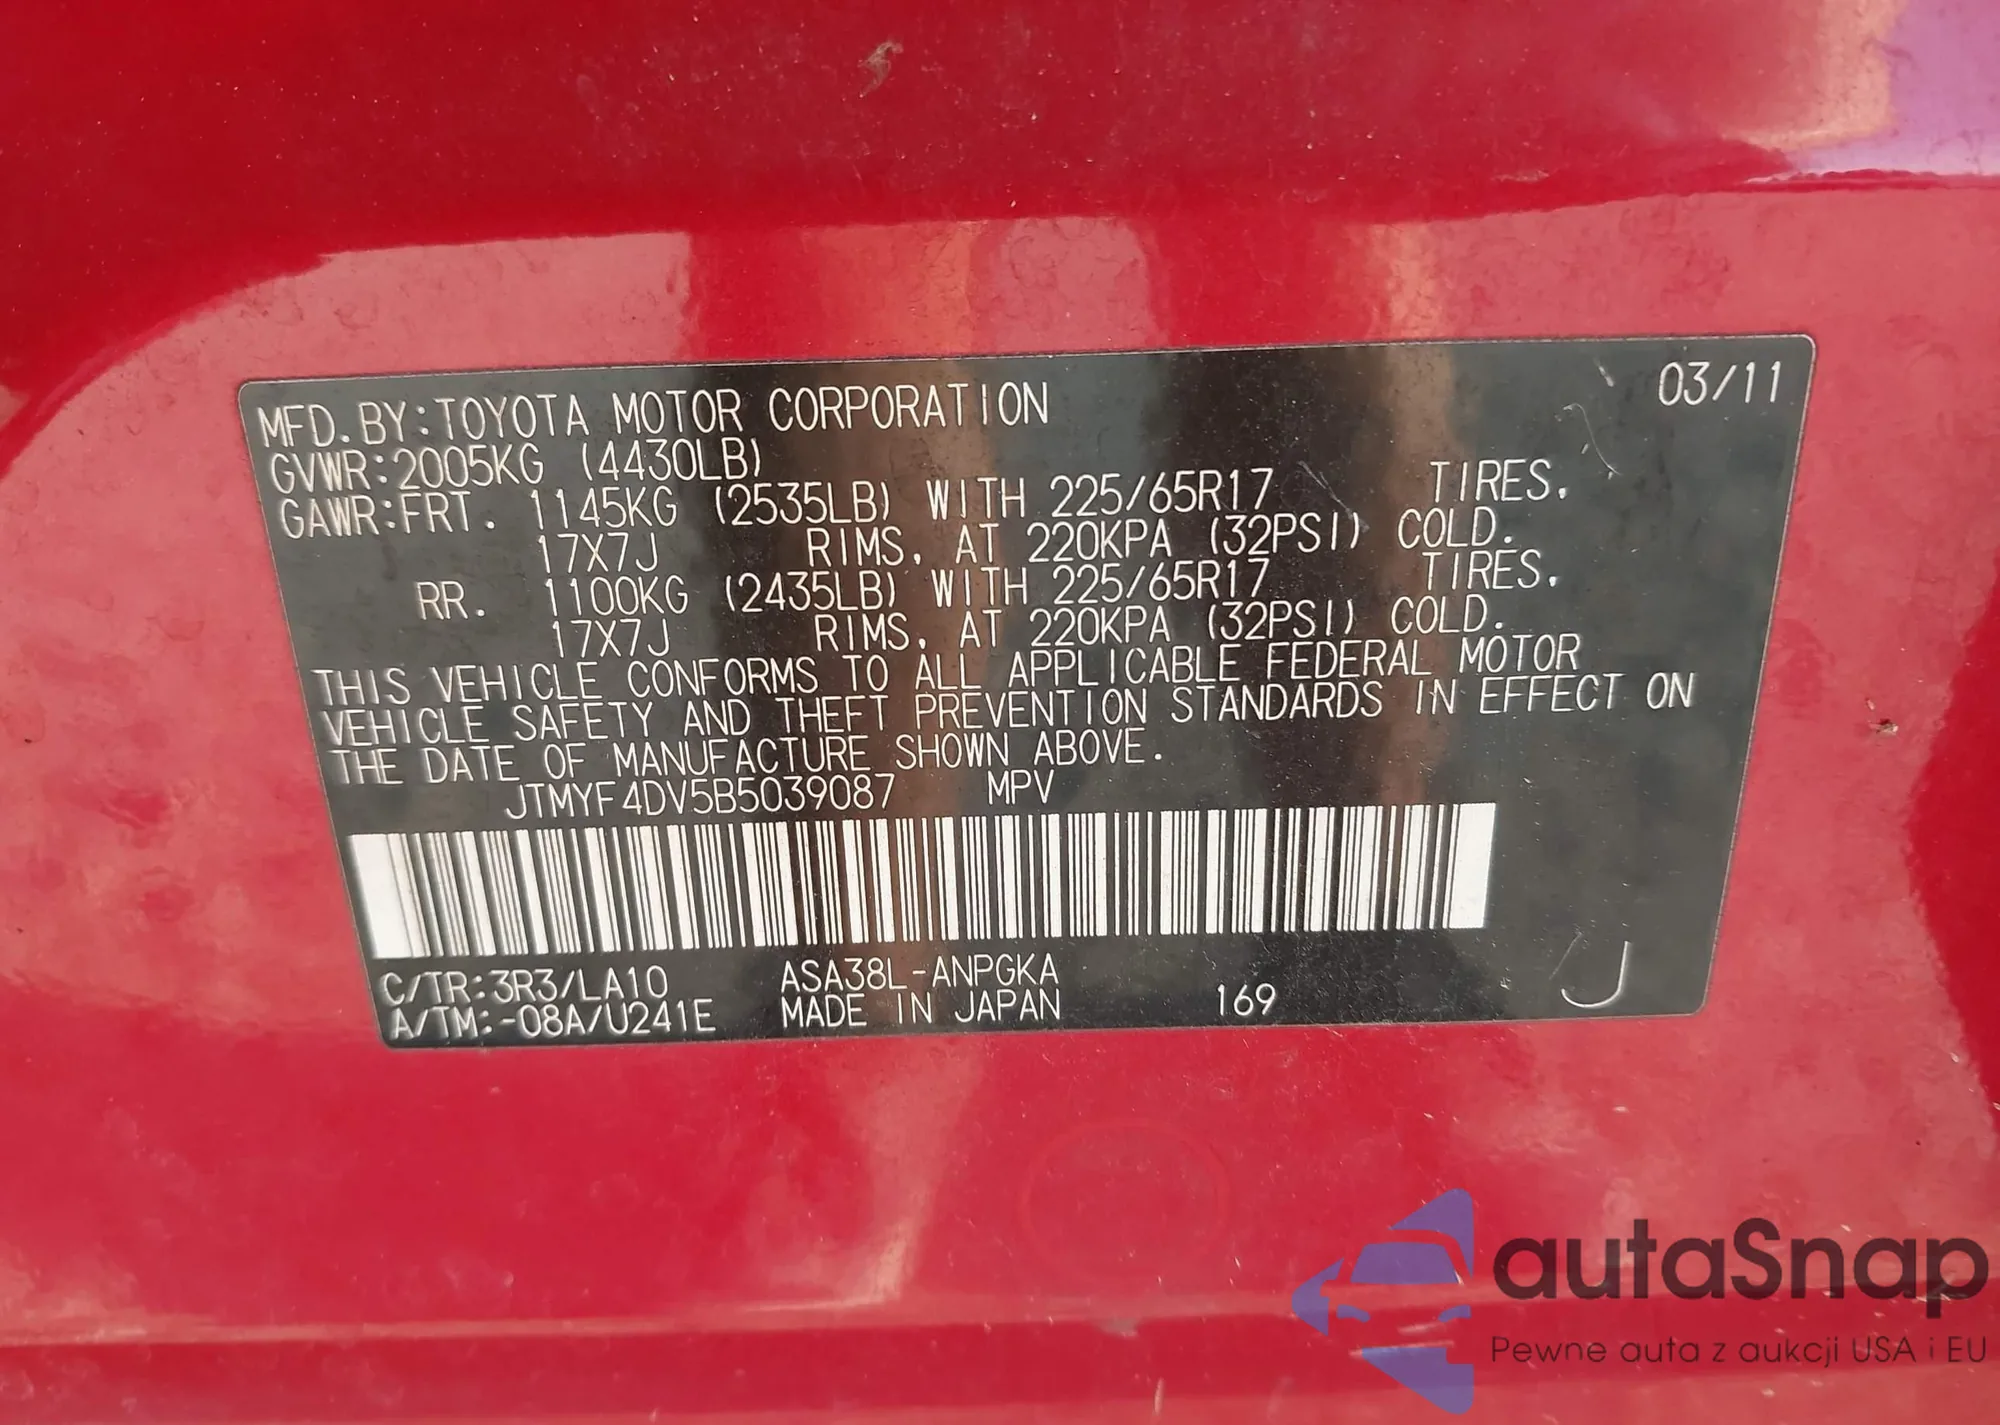 03/11
MFD. BY: TOYOTA MOTOR CORPORATION
GVWR: 2005KG (4430LB)
GAWR: FRT. 1145KG (2535LB) WITH 225/65R17 TIRES,
17X7J RIMS, AT 220KPA (32PSI) COLD.
RR. 1100KG (2435LB) WITH 225/65R17 TIRES,
17X7J RIMS, AT 220KPA (32PSI) COLD.
THIS VEHICLE CONFORMS TO ALL APPLICABLE FEDERAL MOTOR
VEHICLE SAFETY AND THEFT PREVENTION STANDARDS IN EFFECT ON
THE DATE OF MANUFACTURE SHOWN ABOVE.
JTMYF4DV5B5039087 MPV
C/TR: 3R3/LA10 ASA38L-ANPGKA
A/TM: -08A/U241E MADE IN JAPAN 169 J
autaSnap
Pewne auta z aukcji USA i EU